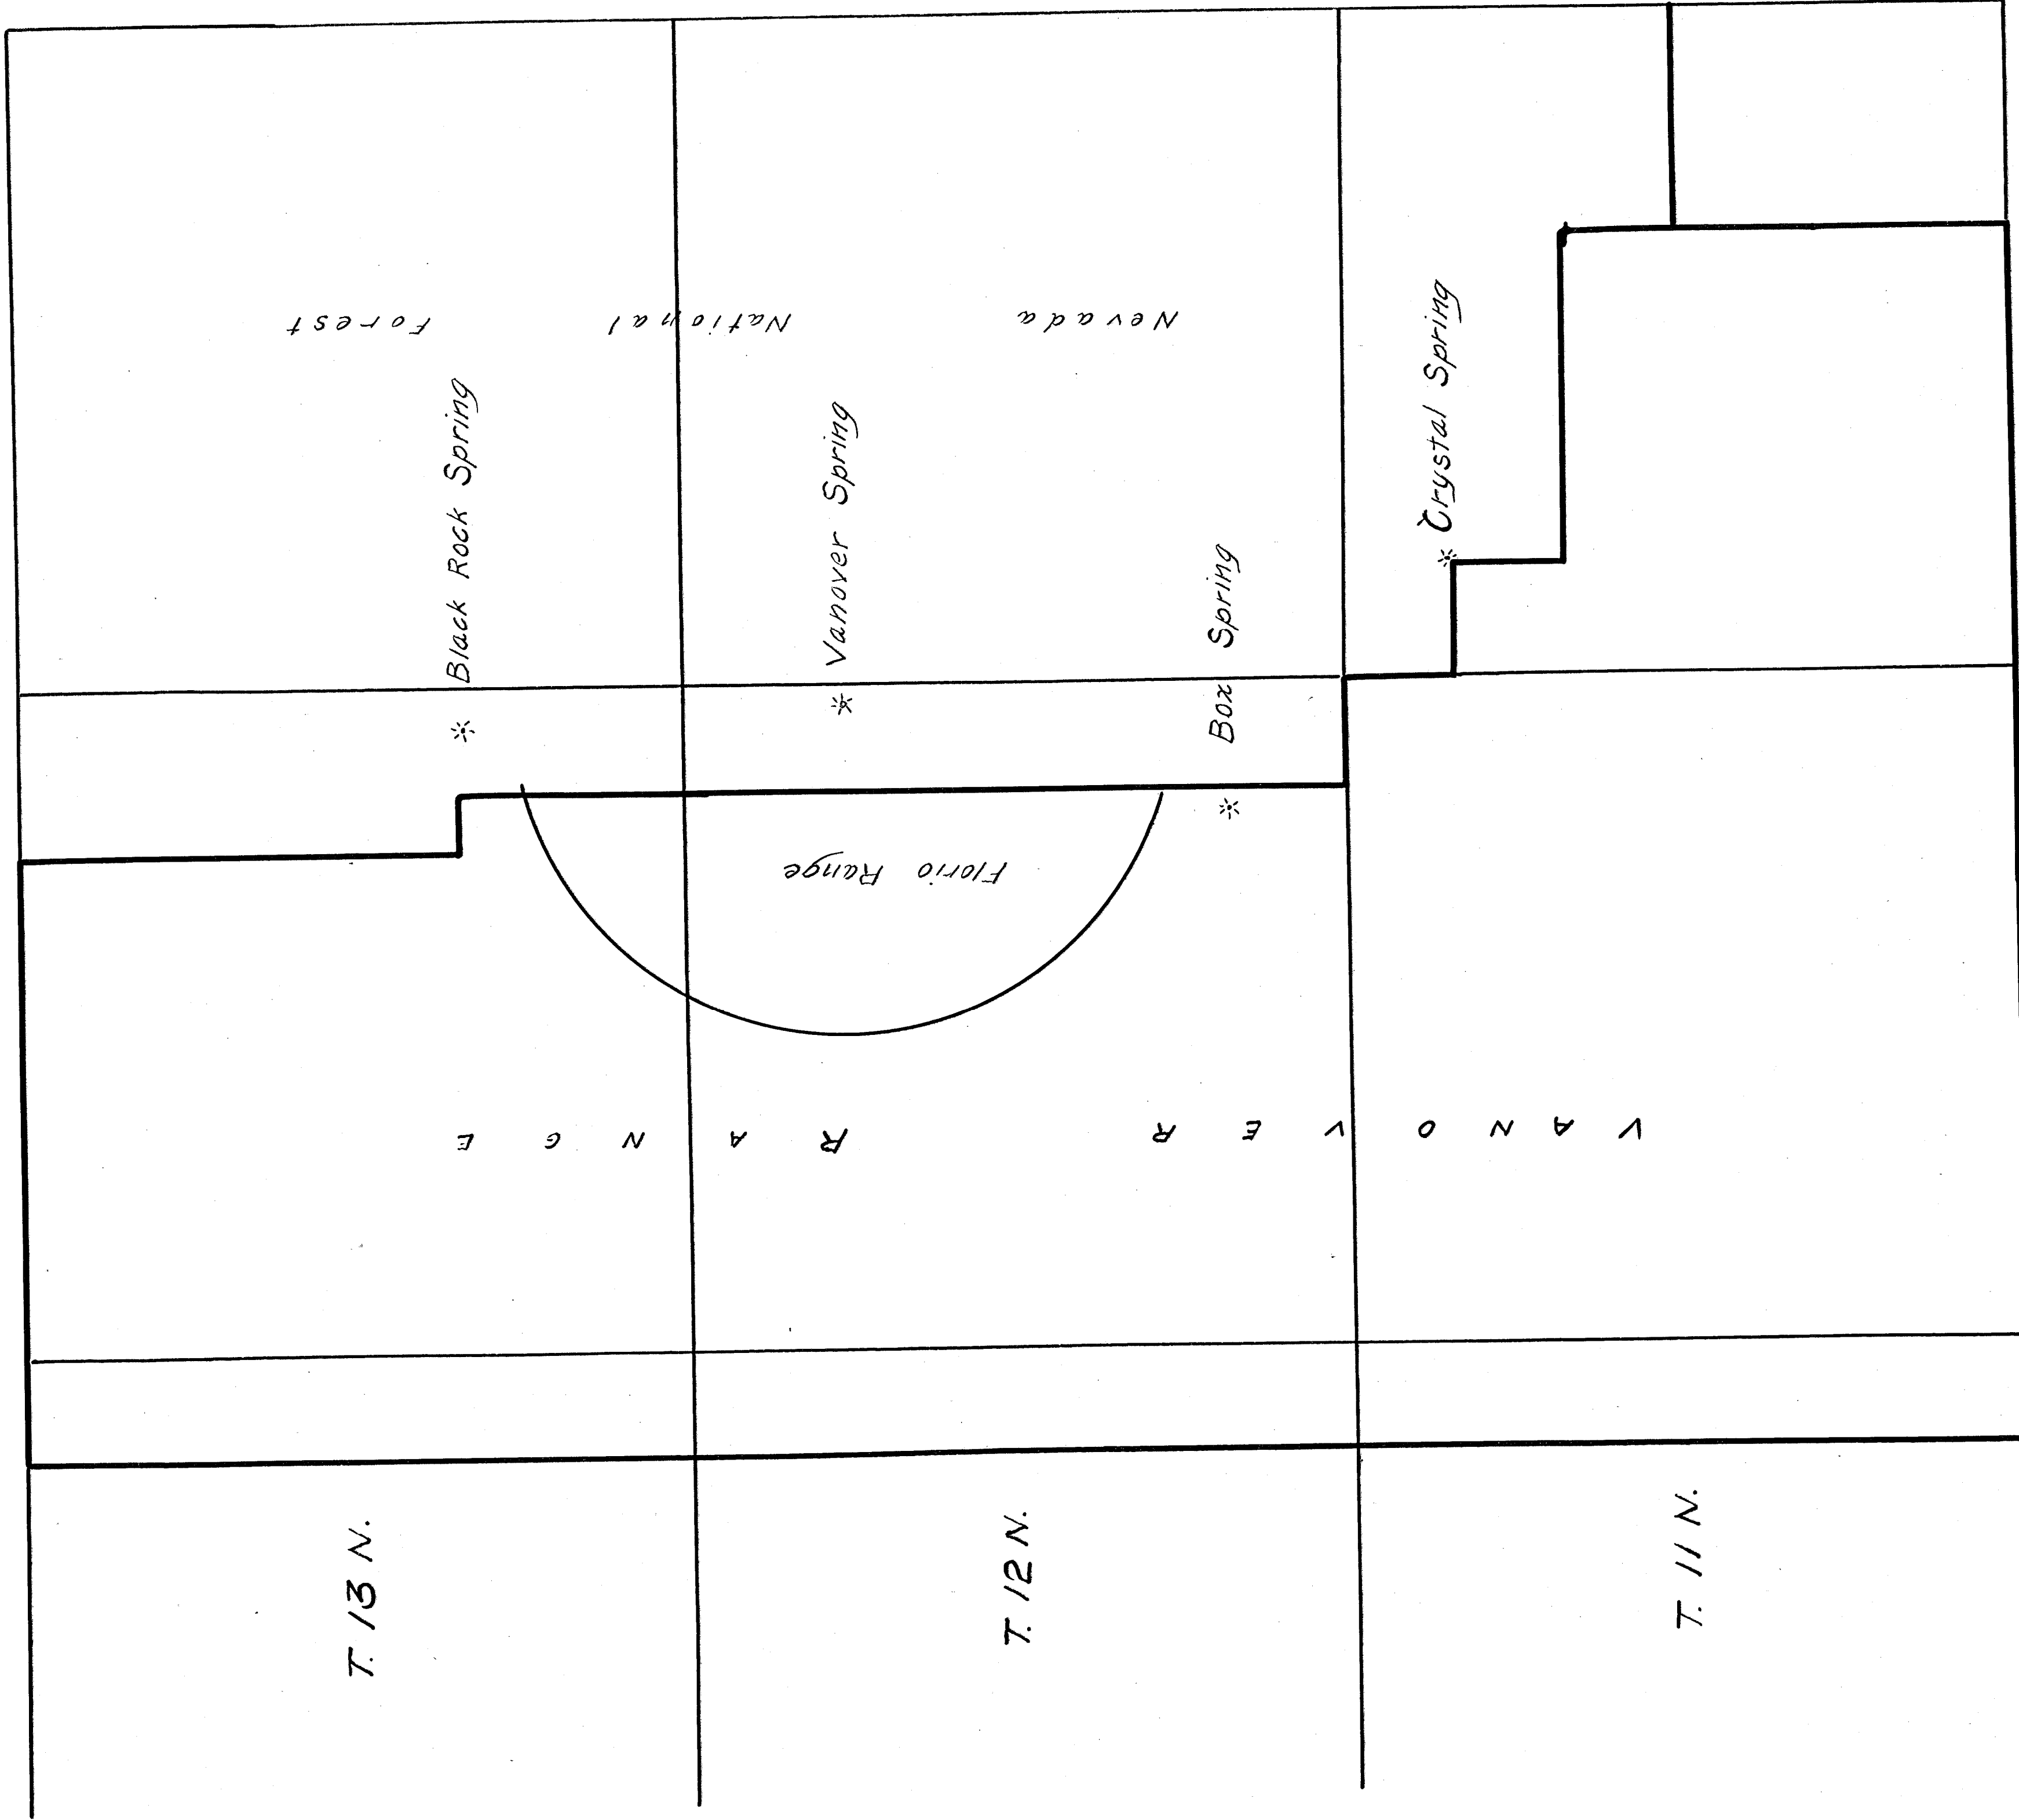 Nevada National Forest
Black Rock Spring
Vanover Spring
Box Spring
Crystal Spring
Florio Range
VANOVER RANGE
T. 13 N.
T. 12 N.
T. 11 N.